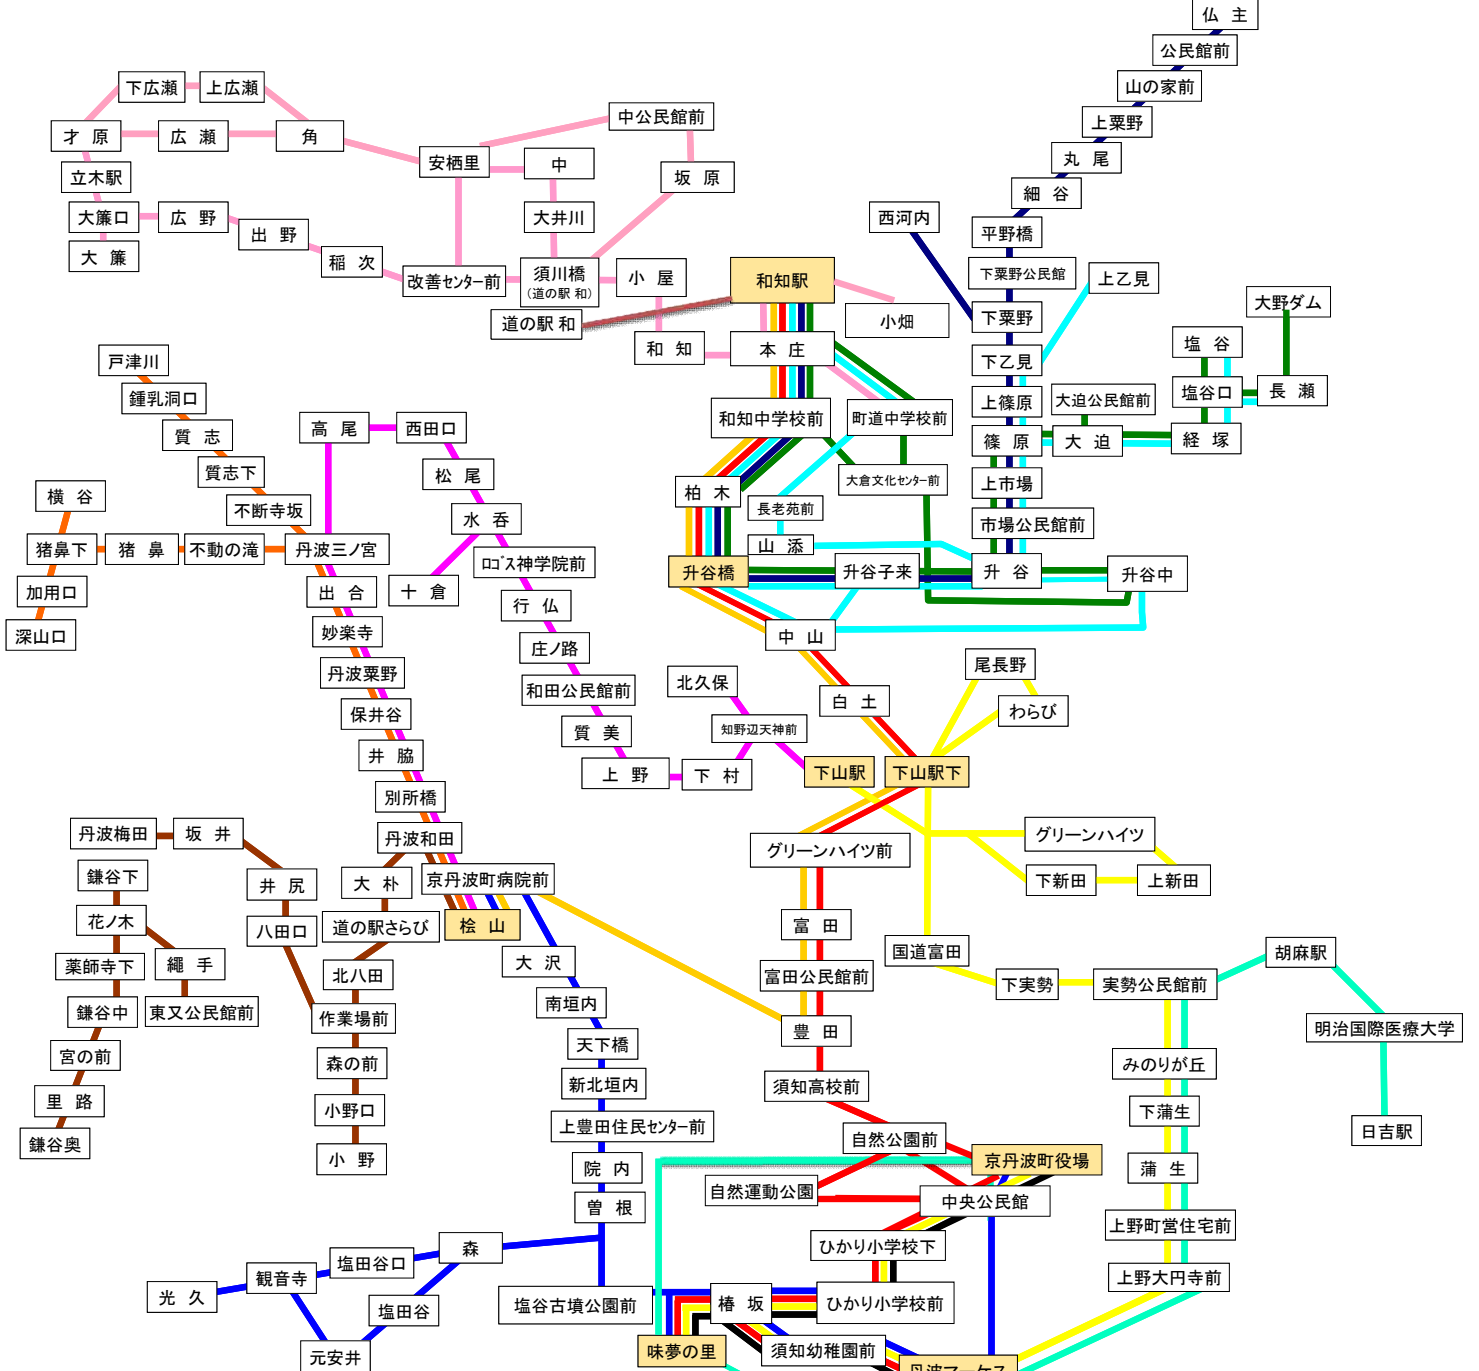 仏 主
公民館前
山の家前
上粟野
丸 尾
細 谷
平野橋
下粟野公民館
下粟野
下乙見
上篠原
篠 原
上市場
市場公民館前
升 谷
西河内
上乙見
大野ダム
塩 谷
塩谷口
長 瀬
経 塚
大迫公民館前
大 迫
升谷中
升谷子来
下広瀬
上広瀬
才 原
広 瀬
角
立木駅
大簾口
大 簾
広 野
出 野
稲 次
改善センター前
安栖里
中公民館前
中
坂 原
大井川
須川橋
(道の駅 和)
小 屋
和知駅
道の駅 和
小畑
和 知
本 庄
和知中学校前
町道中学校前
大倉文化センター前
柏 木
長老苑前
山 添
升谷橋
中 山
白 土
戸津川
鍾乳洞口
質 志
質志下
不断寺坂
横 谷
猪鼻下
猪 鼻
不動の滝
丹波三ノ宮
加用口
深山口
高 尾
西田口
松 尾
水 呑
十 倉
ロゴス神学院前
行 仏
庄ノ路
和田公民館前
質 美
上 野
下 村
知野辺天神前
北久保
下山駅
下山駅下
尾長野
わらび
出 合
妙楽寺
丹波粟野
保井谷
井 脇
別所橋
丹波和田
京丹波町病院前
桧 山
大 朴
道の駅さらび
北八田
作業場前
森の前
小野口
小 野
丹波梅田
坂 井
井 尻
八田口
鎌谷下
花ノ木
薬師寺下
繩 手
鎌谷中
東又公民館前
宮の前
里 路
鎌谷奥
グリーンハイツ前
グリーンハイツ
下新田
上新田
富 田
富田公民館前
豊 田
須知高校前
自然公園前
自然運動公園
京丹波町役場
中央公民館
ひかり小学校下
ひかり小学校前
国道富田
下実勢
実勢公民館前
胡麻駅
明治国際医療大学
日吉駅
みのりが丘
下蒲生
蒲 生
上野町営住宅前
上野大円寺前
大 沢
南垣内
天下橋
新北垣内
上豊田住民センター前
院 内
曽 根
塩谷古墳公園前
森
塩田谷口
観音寺
光 久
塩田谷
元安井
椿 坂
味夢の里
須知幼稚園前
丹波マーケス